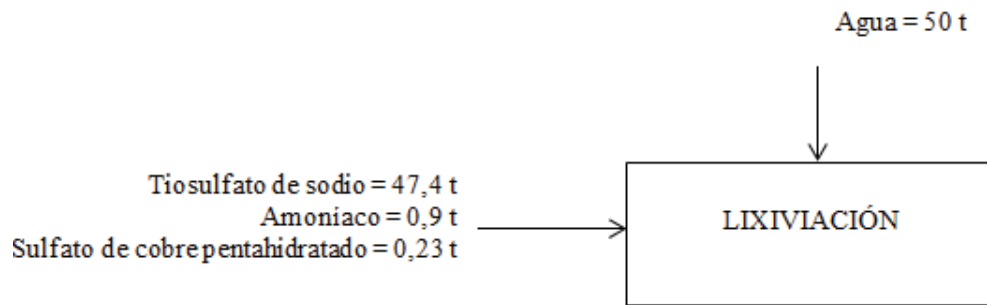 Agua = 50 t
Tiosulfato de sodio = 47,4 t
Amoniaco = 0,9 t
Sulfato de cobre pentahidratado = 0,23 t
LIXIVIACIÓN